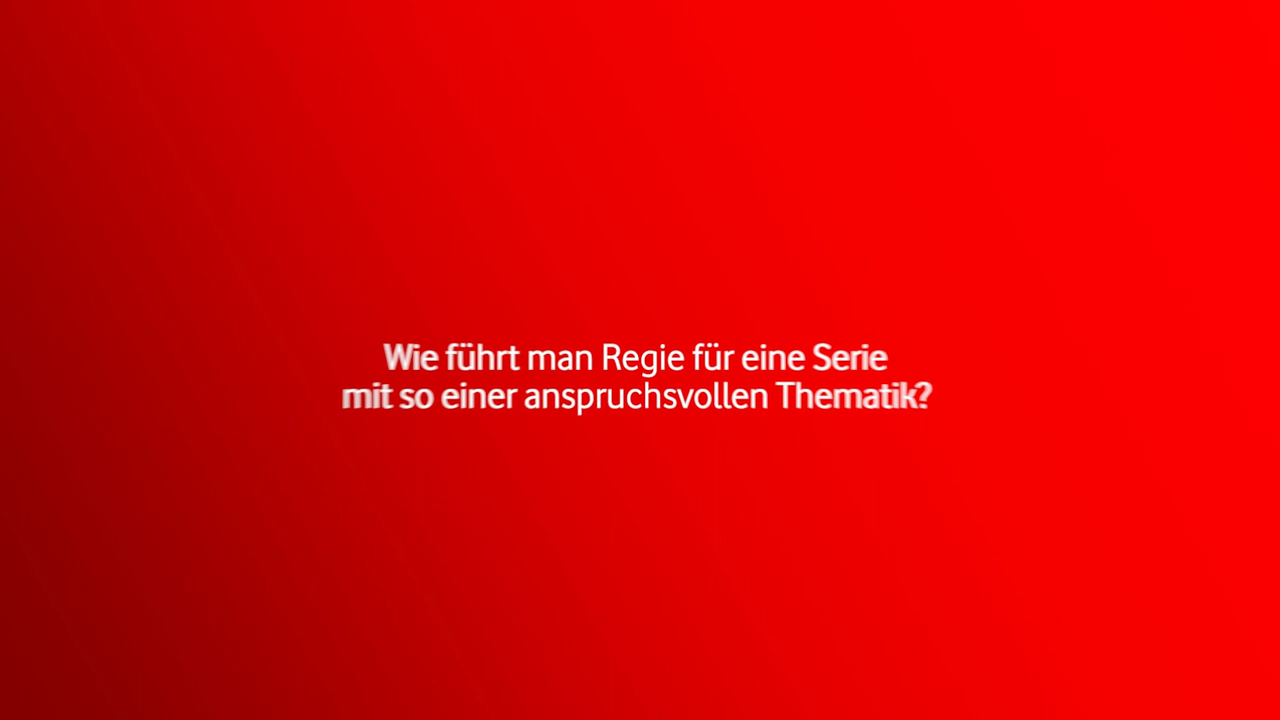 Wie führt man Regie für eine Serie
mit so einer anspruchsvollen Thematik?